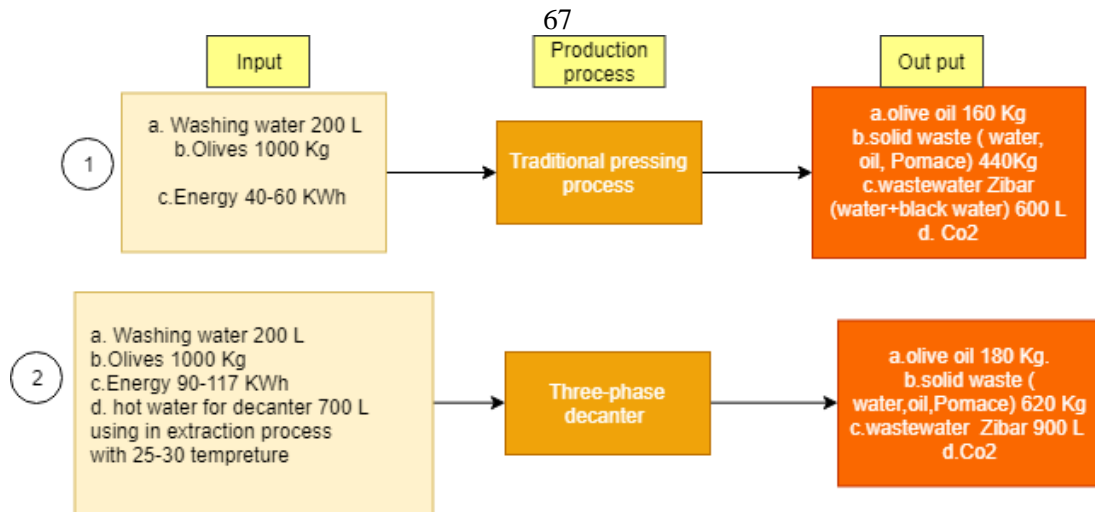 67
Input
Production
process
Out put
1
a. Washing water 200 L
b.Olives 1000 Kg
c.Energy 40-60 KWh
Traditional pressing
process
a.olive oil 160 Kg
b.solid waste ( water,
oil, Pomace) 440Kg
c.wastewater Zibar
(water+black water) 600 L
d. Co2
2
a. Washing water 200 L
b.Olives 1000 Kg
c.Energy 90-117 KWh
d. hot water for decanter 700 L
using in extraction process
with 25-30 tempreture
Three-phase
decanter
a.olive oil 180 Kg.
b.solid waste (
water,oil,Pomace) 620 Kg
c.wastewater Zibar 900 L
d.Co2